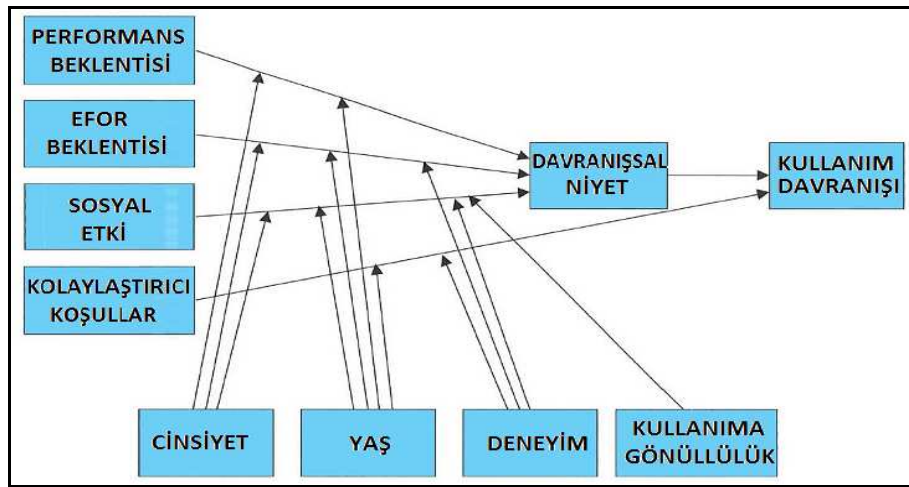 PERFORMANS
BEKLENTİSİ
EFOR
BEKLENTİSİ
SOSYAL
ETKİ
KOLAYLAŞTIRICI
KOŞULLAR
DAVRANIŞSAL
NİYET
KULLANIM
DAVRANIŞI
CİNSİYET
YAŞ
DENEYİM
KULLANIMA
GÖNÜLLÜLÜK